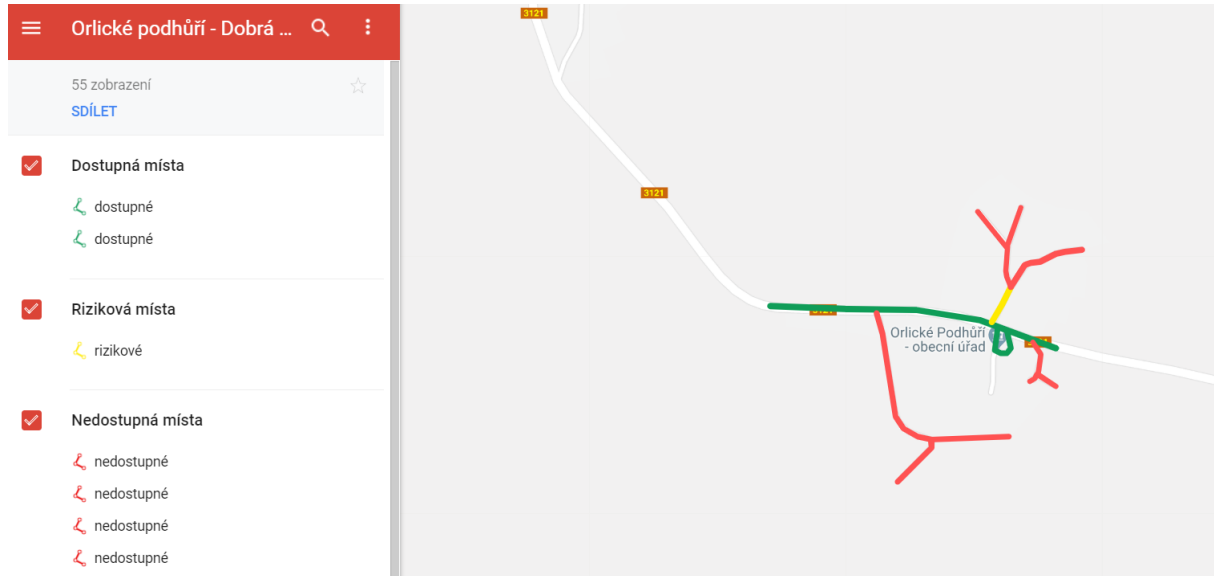 Orlické podhůří - Dobrá ...
55 zobrazení
SDÍLET
Dostupná místa
dostupné
dostupné
Riziková místa
rizikové
Nedostupná místa
nedostupné
nedostupné
nedostupné
nedostupné
3121
3121
Orlické Podhůří
- obecní úřad